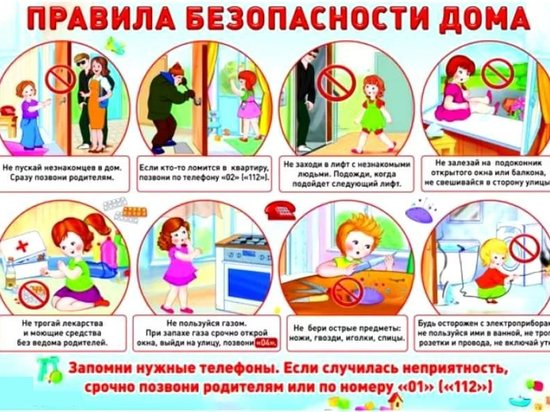 ПРАВИЛА БЕЗОПАСНОСТИ ДОМА
Не пускай незнакомцев в дом.
Сразу позвони родителям.
Если кто-то ломится в квартиру,
позвони по телефону «02» («112»).
Не заходи в лифт с незнакомыми
людьми. Подожди, когда
подойдет следующий лифт.
Не залезай на подоконник
открытого окна или балкона,
не свешивайся в сторону улицы
Не трогай лекарства
и моющие средства
без ведома родителей.
Не пользуйся газом.
При запахе газа срочно открой
окна, выйди на улицу, позвони «04».
Не бери острые предметы:
ножи, гвозди, иголки, спицы.
Будь осторожен с электроприбора
не пользуйся ими в ванной, не тро
розетки и провода, не включай ут
Запомни нужные телефоны. Если случилась неприятность,
срочно позвони родителям или по номеру «01» («112»)